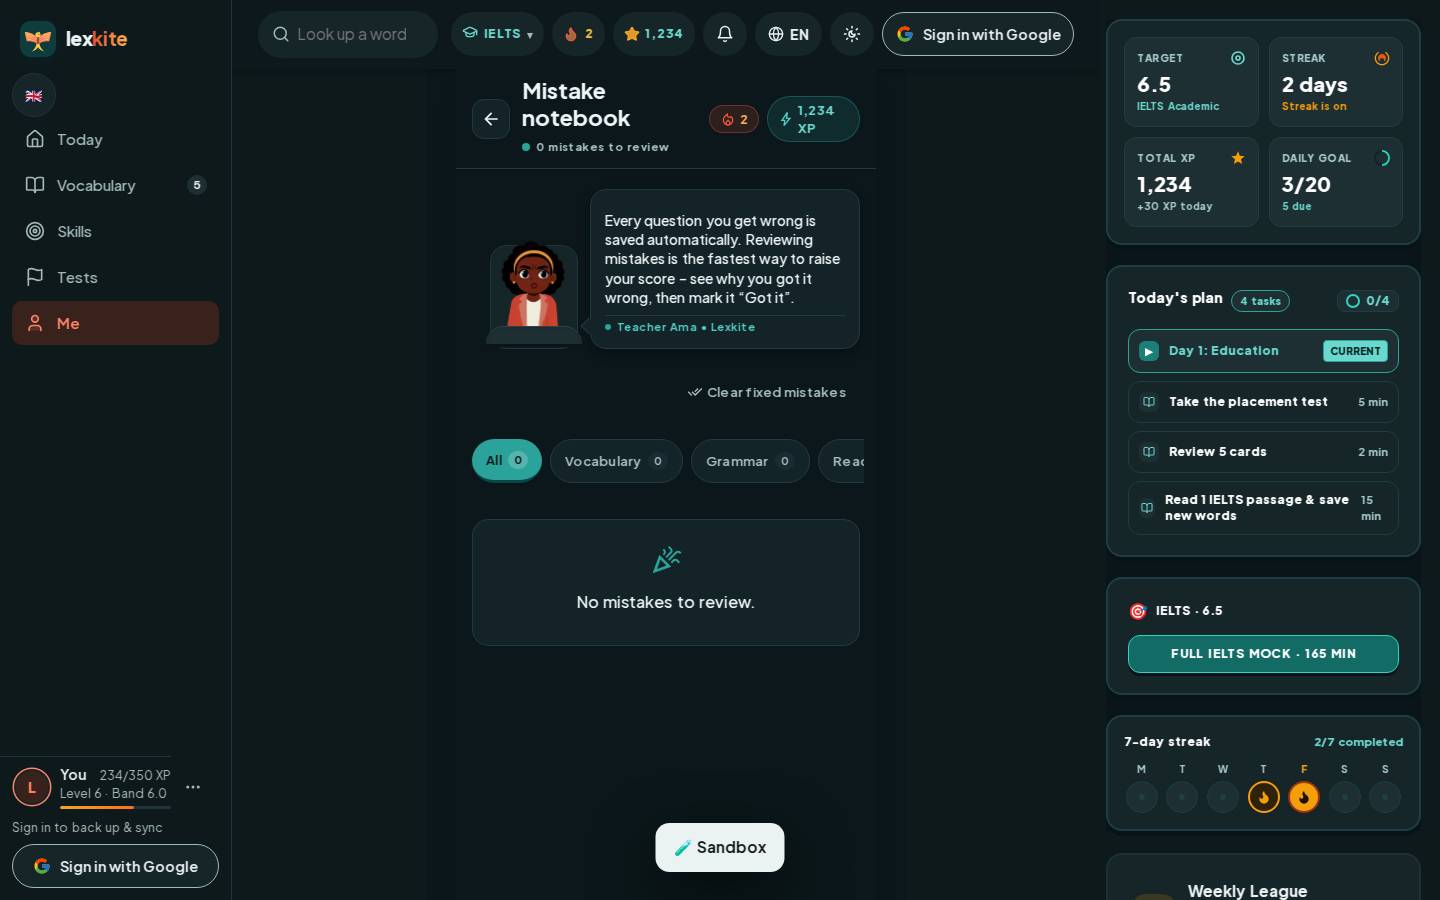 lexkite
Today
Vocabulary 5
Skills
Tests
Me
You 234/350 XP
Level 6 · Band 6.0
Sign in to back up & sync
Sign in with Google
Look up a word
IELTS ▾
2
1,234
EN
Sign in with Google
Mistake
notebook
0 mistakes to review
2
1,234
XP
Every question you get wrong is
saved automatically. Reviewing
mistakes is the fastest way to raise
your score – see why you got it
wrong, then mark it “Got it”.
Teacher Ama • Lexkite
Clear fixed mistakes
All 0
Vocabulary 0
Grammar 0
Reac
No mistakes to review.
Sandbox
TARGET
6.5
IELTS Academic
STREAK
2 days
Streak is on
TOTAL XP
1,234
+30 XP today
DAILY GOAL
3/20
5 due
Today's plan 4 tasks 0/4
Day 1: Education CURRENT
Take the placement test 5 min
Review 5 cards 2 min
Read 1 IELTS passage & save 15
new words min
IELTS · 6.5
FULL IELTS MOCK · 165 MIN
7-day streak 2/7 completed
M T W T F S S
Weekly League
L